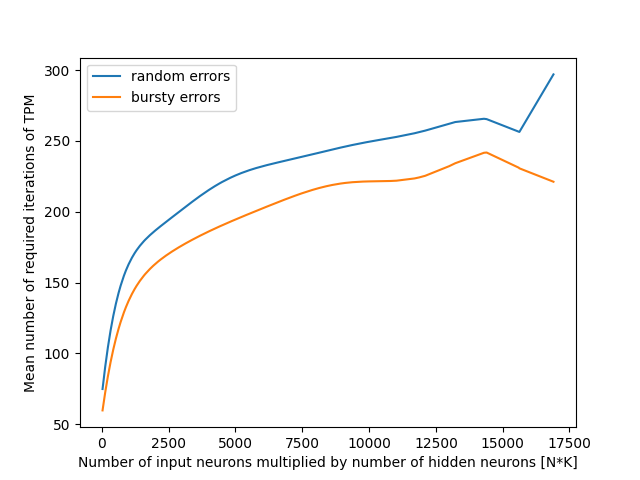 random errors
bursty errors
300
250
200
150
100
50
Mean number of required iterations of TPM
0 2500 5000 7500 10000 12500 15000 17500
Number of input neurons multiplied by number of hidden neurons [N*K]